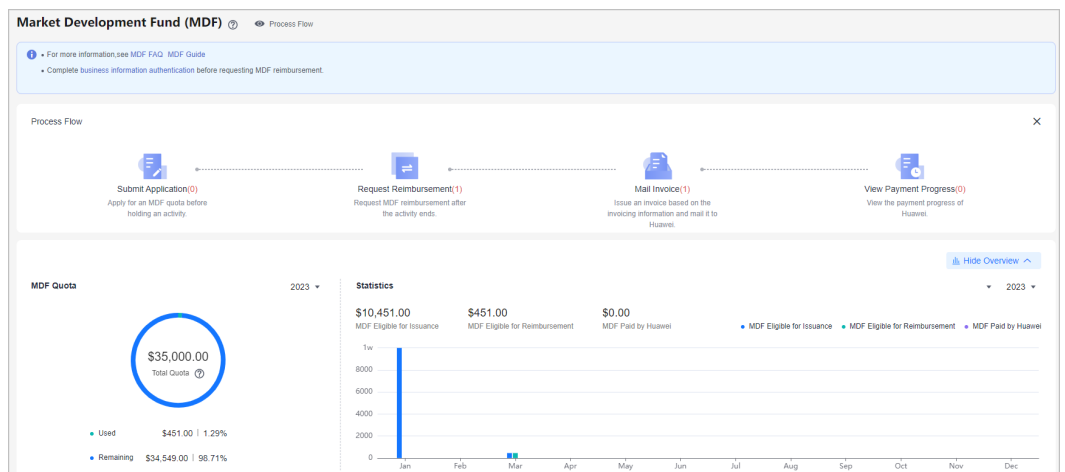 Market Development Fund (MDF) Process Flow
• For more information,see MDF FAQ MDF Guide
• Complete business information authentication before requesting MDF reimbursement.
Process Flow
Submit Application(0)
Apply for an MDF quota before
holding an activity.
Request Reimbursement(1)
Request MDF reimbursement after
the activity ends.
Mail Invoice(1)
Issue an invoice based on the
invoicing information and mail it to
Huawei.
View Payment Progress(0)
View the payment progress of
Huawei.
Hide Overview
MDF Quota 2023
$35,000.00
Total Quota
Used $451.00 1.29%
Remaining $34,549.00 98.71%
Statistics 2023
$10,451.00
MDF Eligible for Issuance
$451.00
MDF Eligible for Reimbursement
$0.00
MDF Paid by Huawei
MDF Eligible for Issuance MDF Eligible for Reimbursement MDF Paid by Huawei
1w
8000
6000
4000
2000
0
Jan Feb Mar Apr May Jun Jul Aug Sep Oct Nov Dec